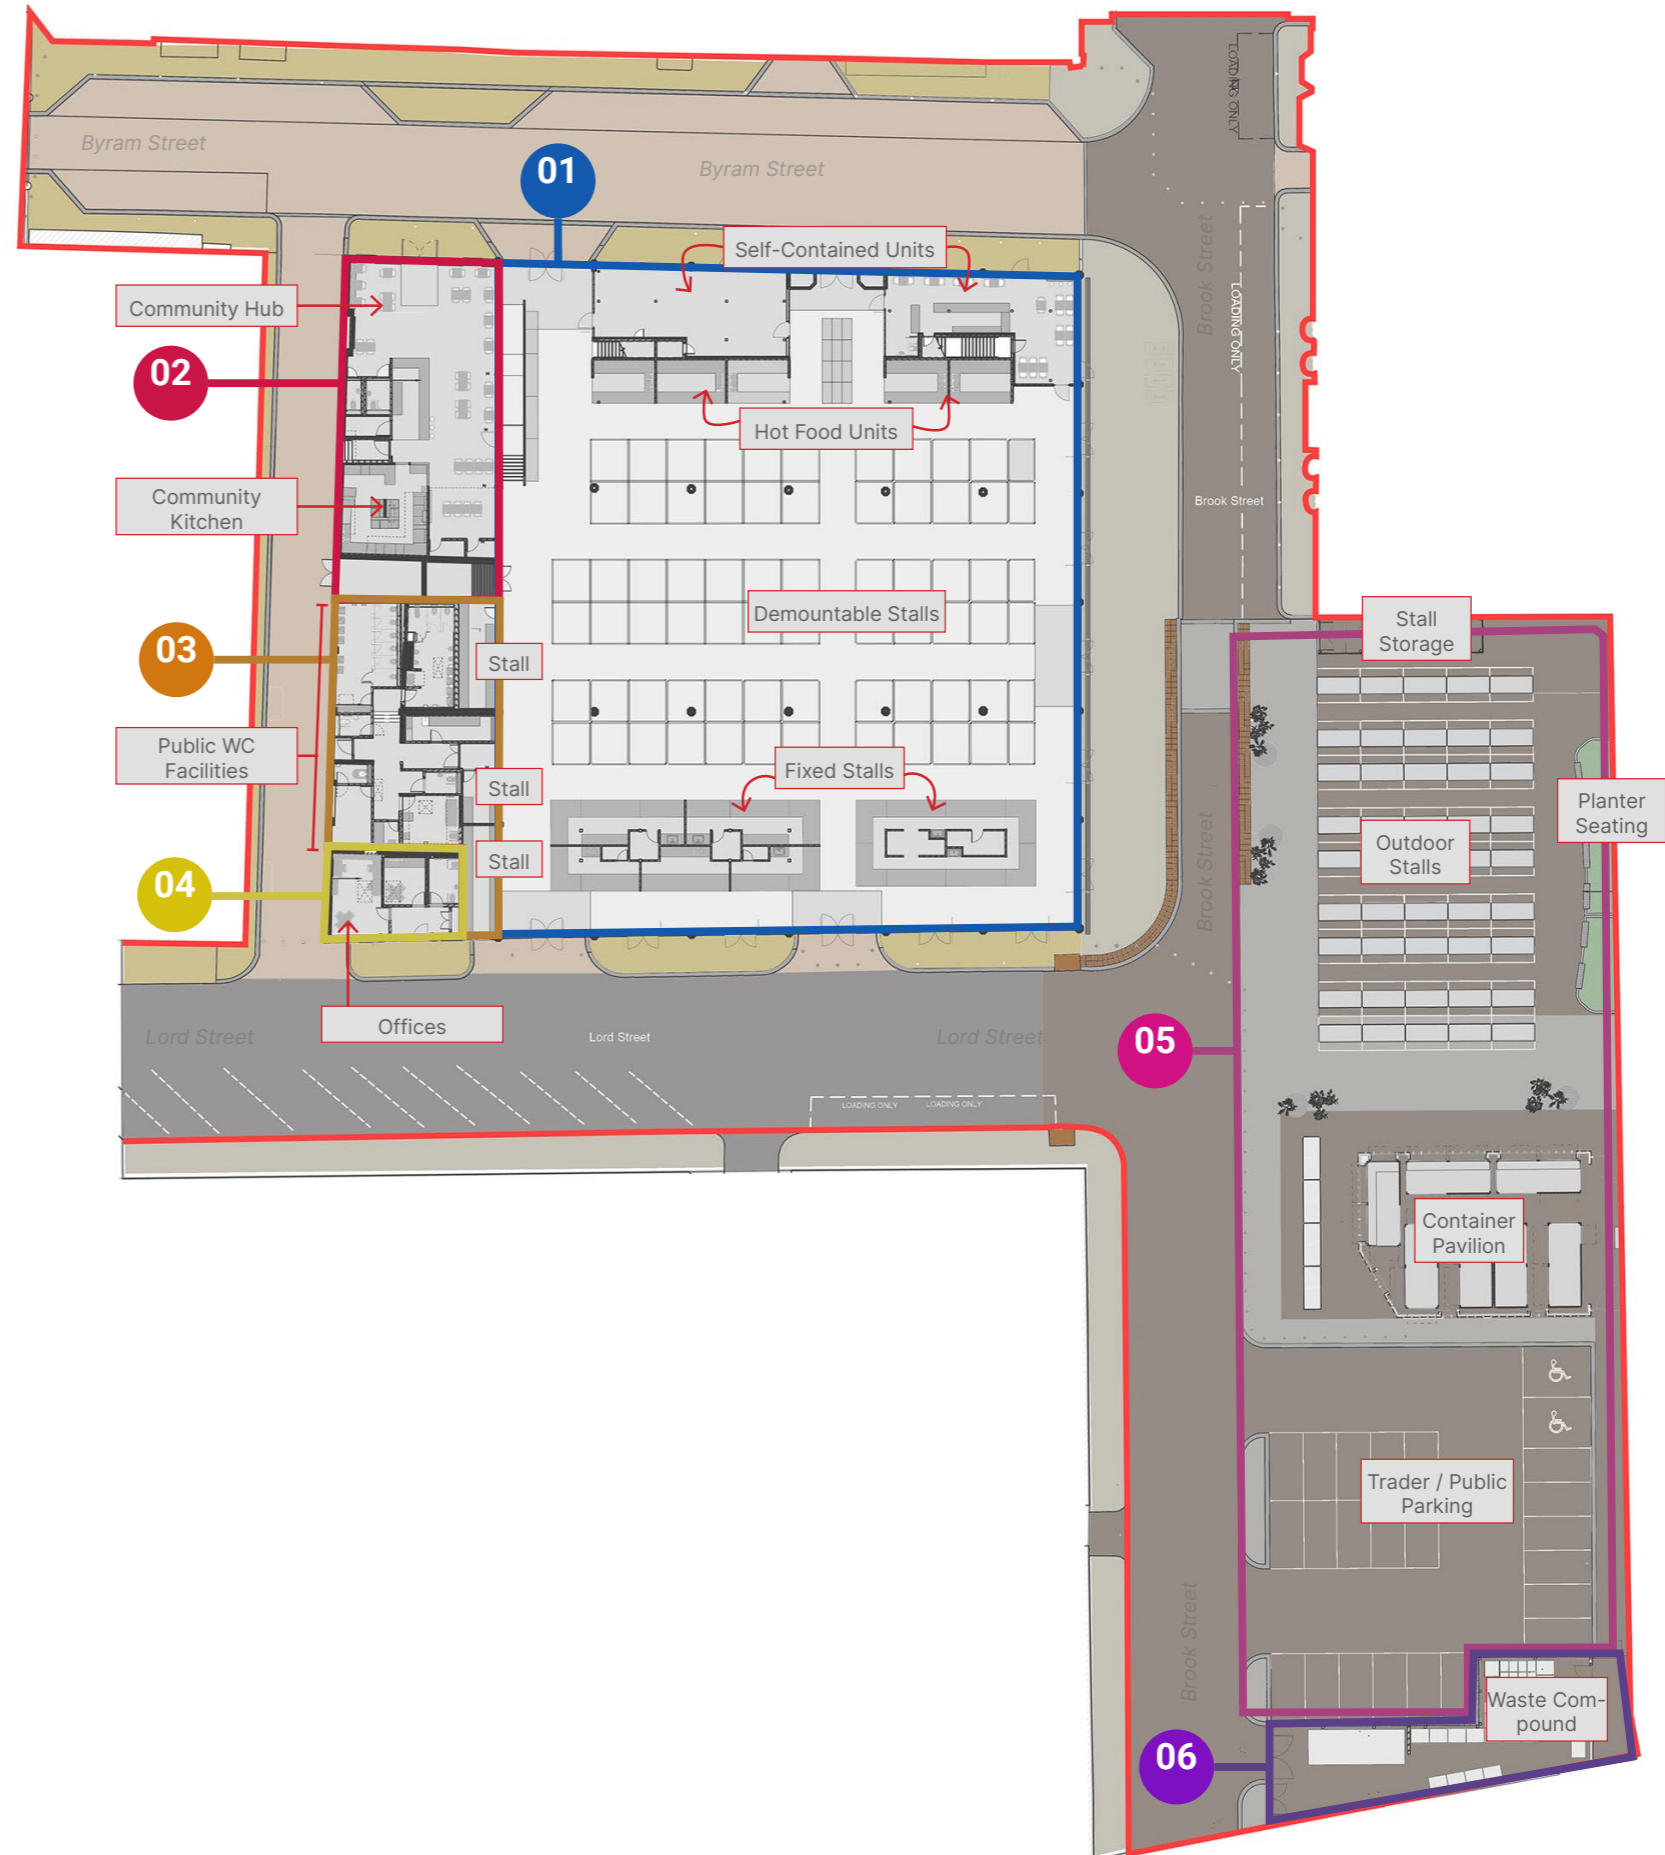 LOADING ONLY
Byram Street
Byram Street
01
Self-Contained Units
Brook Street
Community Hub
LOADING ONLY
02
Hot Food Units
Community
Kitchen
Brook Street
Demountable Stalls
Stall
Storage
03
Stall
Public WC
Facilities
Fixed Stalls
Stall
Planter
Seating
Outdoor
Stalls
Stall
04
Brook Street
Offices
Lord Street
Lord Street
Lord Street
05
LOADING ONLY
LOADING ONLY
Container
Pavilion
Trader / Public
Parking
Brook Street
Waste Com-
pound
06